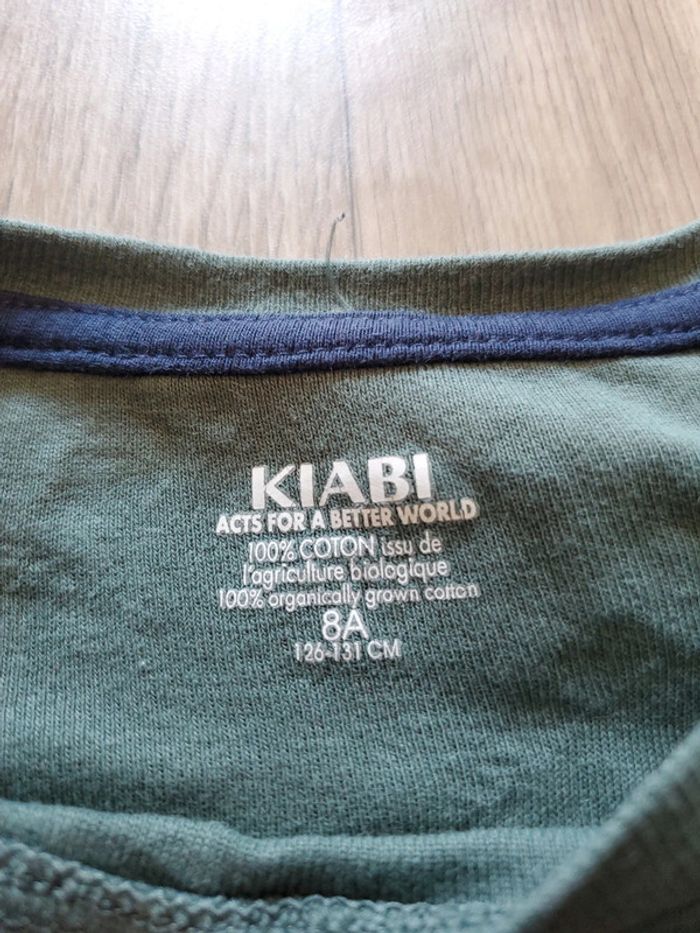 KIABI
ACTS FOR A BETTER WORLD
100% COTON issu de
l'agriculture biologique
100% organically grown cotton
8A
126-131 CM